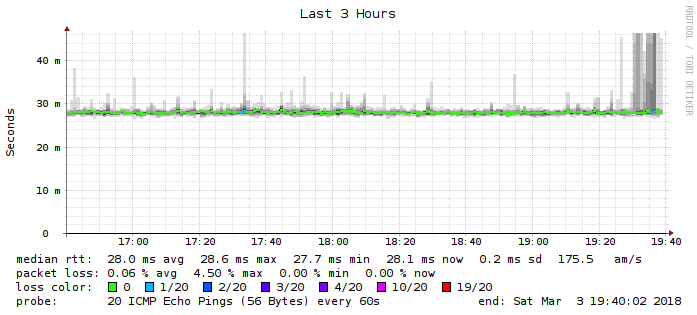 Last 3 Hours
RRDTOOL / TOBI OETIKER
Seconds
40 m
30 m
20 m
10 m
0
17:00 17:20 17:40 18:00 18:20 18:40 19:00 19:20 19:40
median rtt: 28.0 ms avg 28.6 ms max 27.7 ms min 28.1 ms now 0.2 ms sd 175.5 am/s
packet loss: 0.06 % avg 4.50 % max 0.00 % min 0.00 % now
loss color: 0 1/20 2/20 3/20 4/20 10/20 19/20
probe: 20 ICMP Echo Pings (56 Bytes) every 60s end: Sat Mar 3 19:40:02 2018